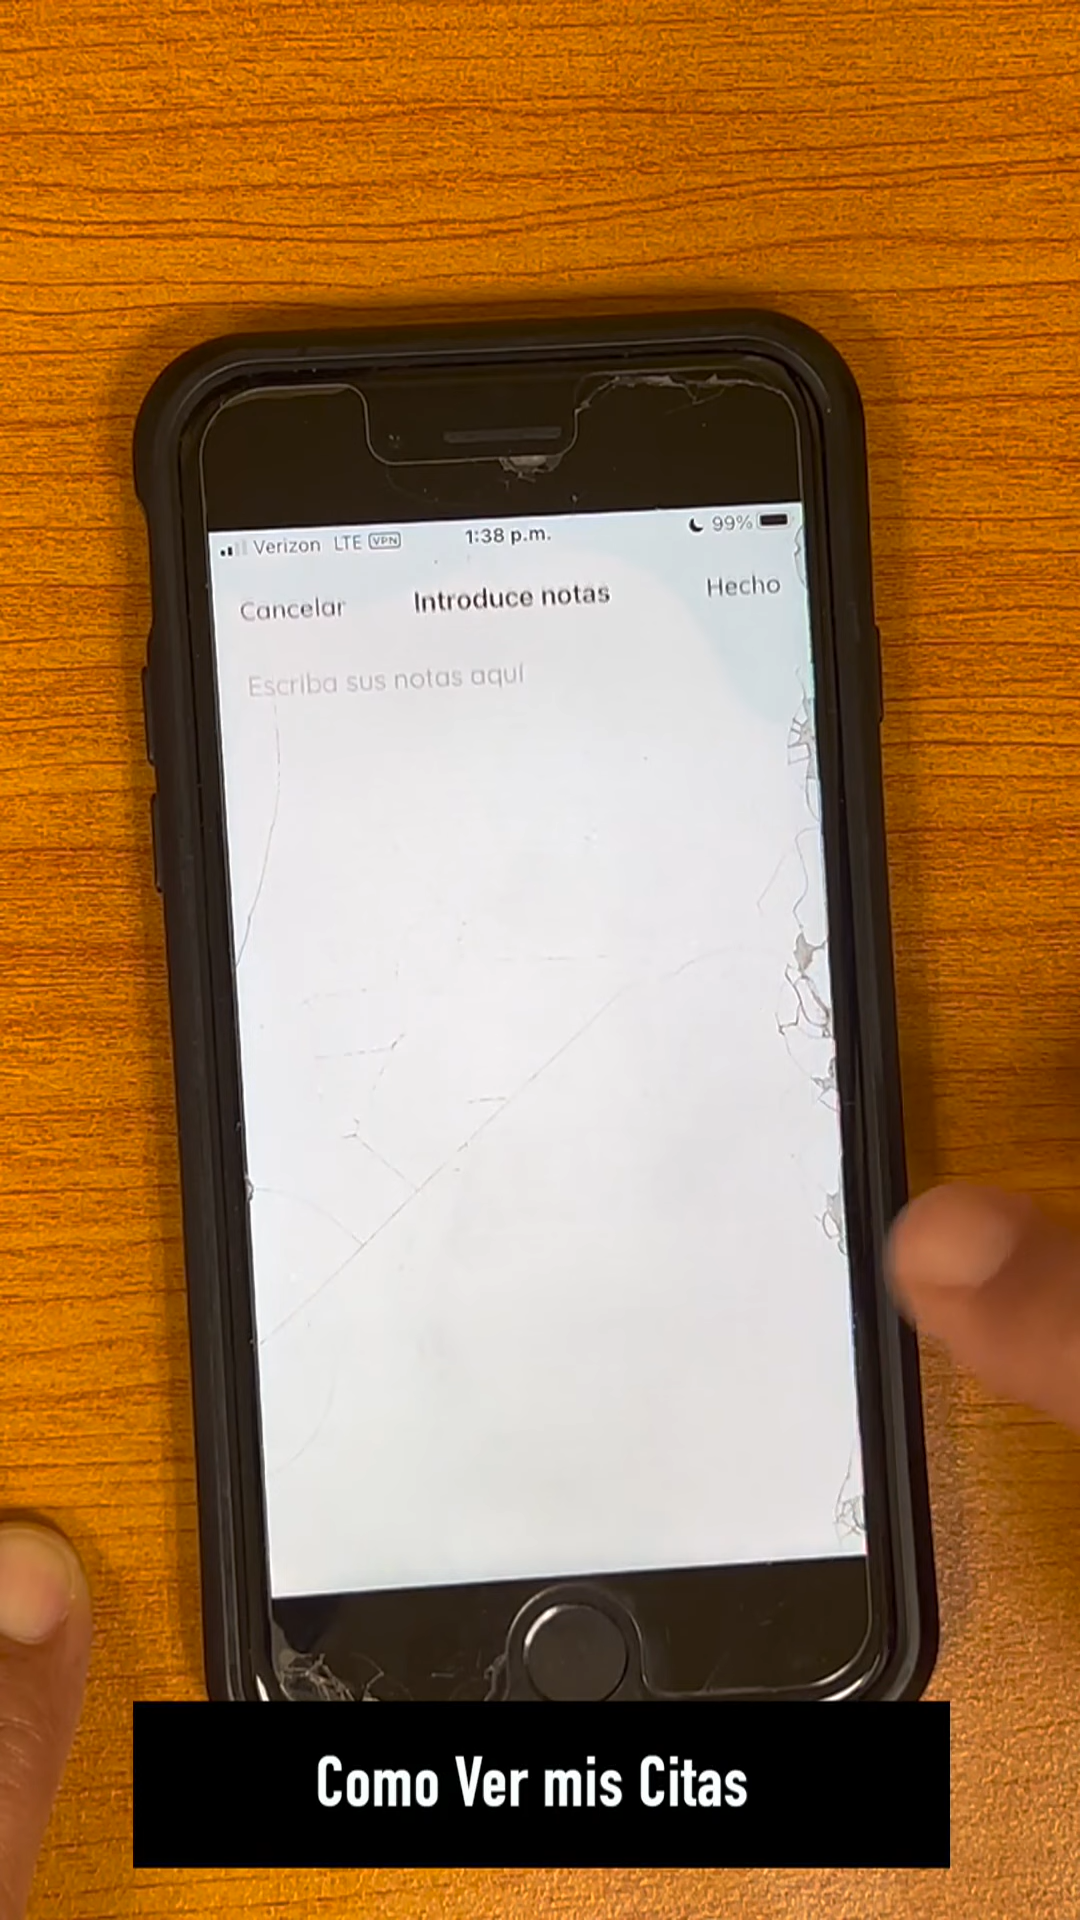 Verizon LTE VPN 1:38 p.m. 99%
Cancelar Introduce notas Hecho
Escriba sus notas aquí
Como Ver mis Citas